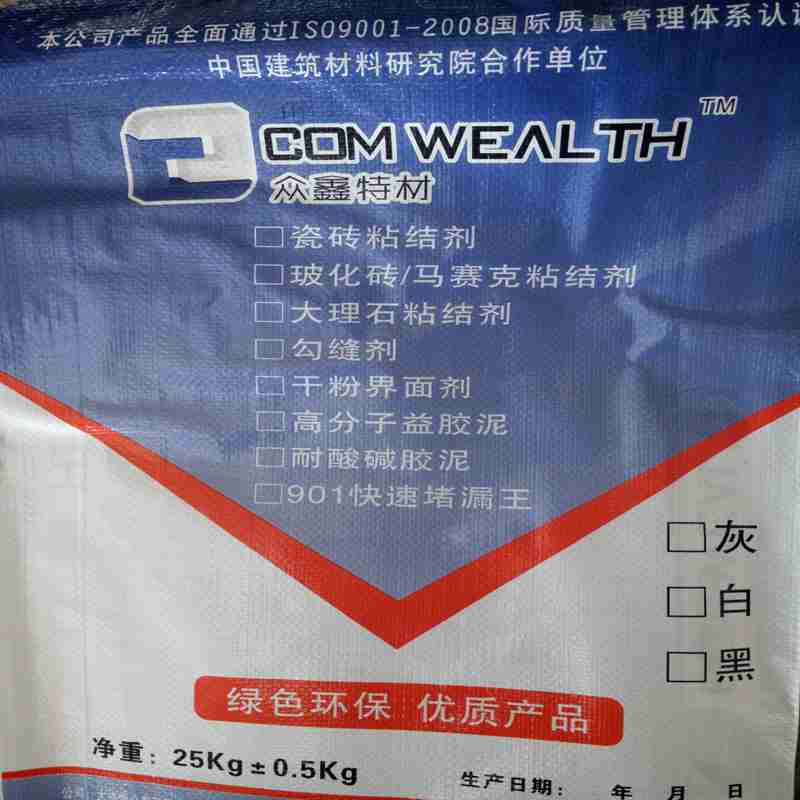 本公司产品全面通过ISO9001-2008国际质量管理体系认
中国建筑材料研究院合作单位
COM WEALTH™
众鑫特材
□瓷砖粘结剂
□玻化砖/马赛克粘结剂
□大理石粘结剂
□勾缝剂
□干粉界面剂
□高分子益胶泥
□耐酸碱胶泥
□901快速堵漏王
□灰
□白
□黑
绿色环保 优质产品
净重：25Kg±0.5Kg
生产日期： 年 月 日